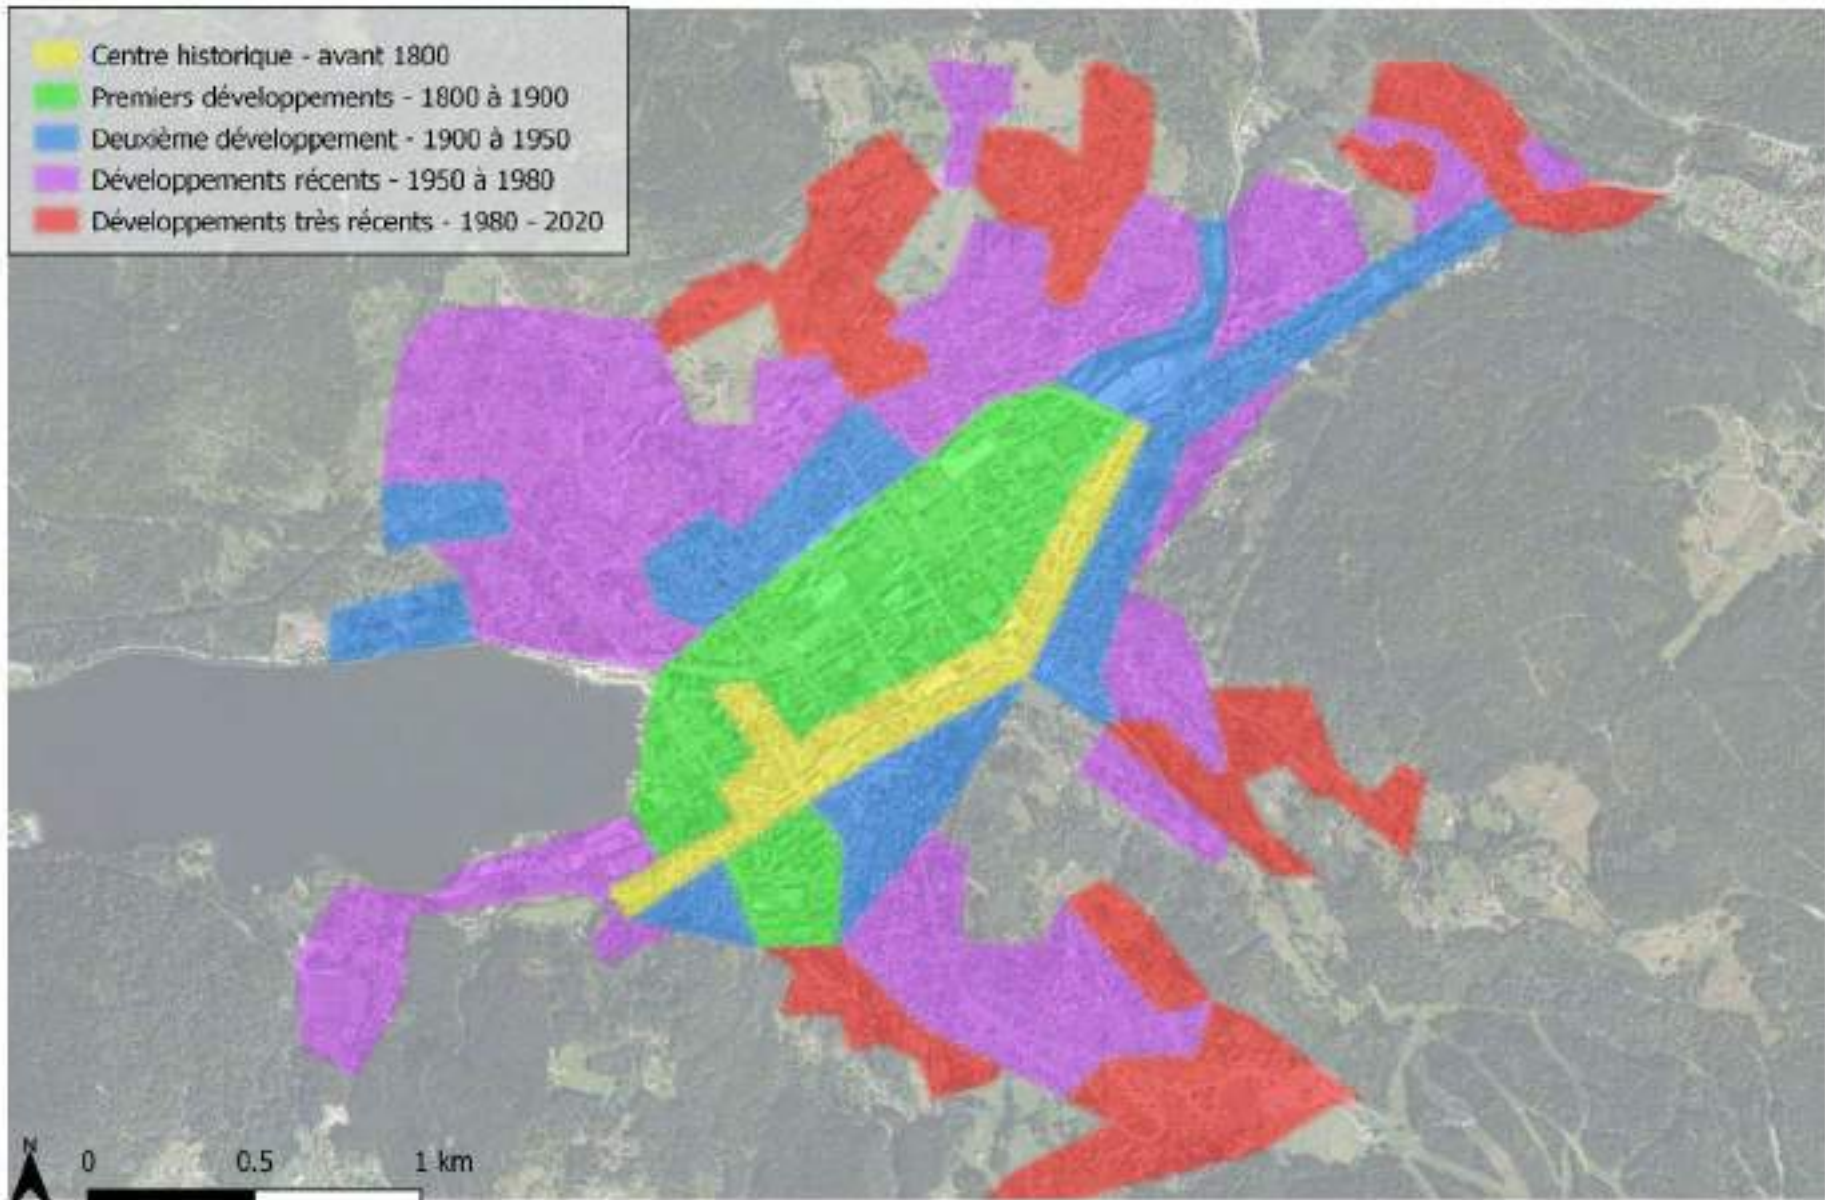 Centre historique - avant 1800
Premiers développements - 1800 à 1900
Deuxième développement - 1900 à 1950
Développements récents - 1950 à 1980
Développements très récents - 1980 - 2020
N
0 0.5 1 km